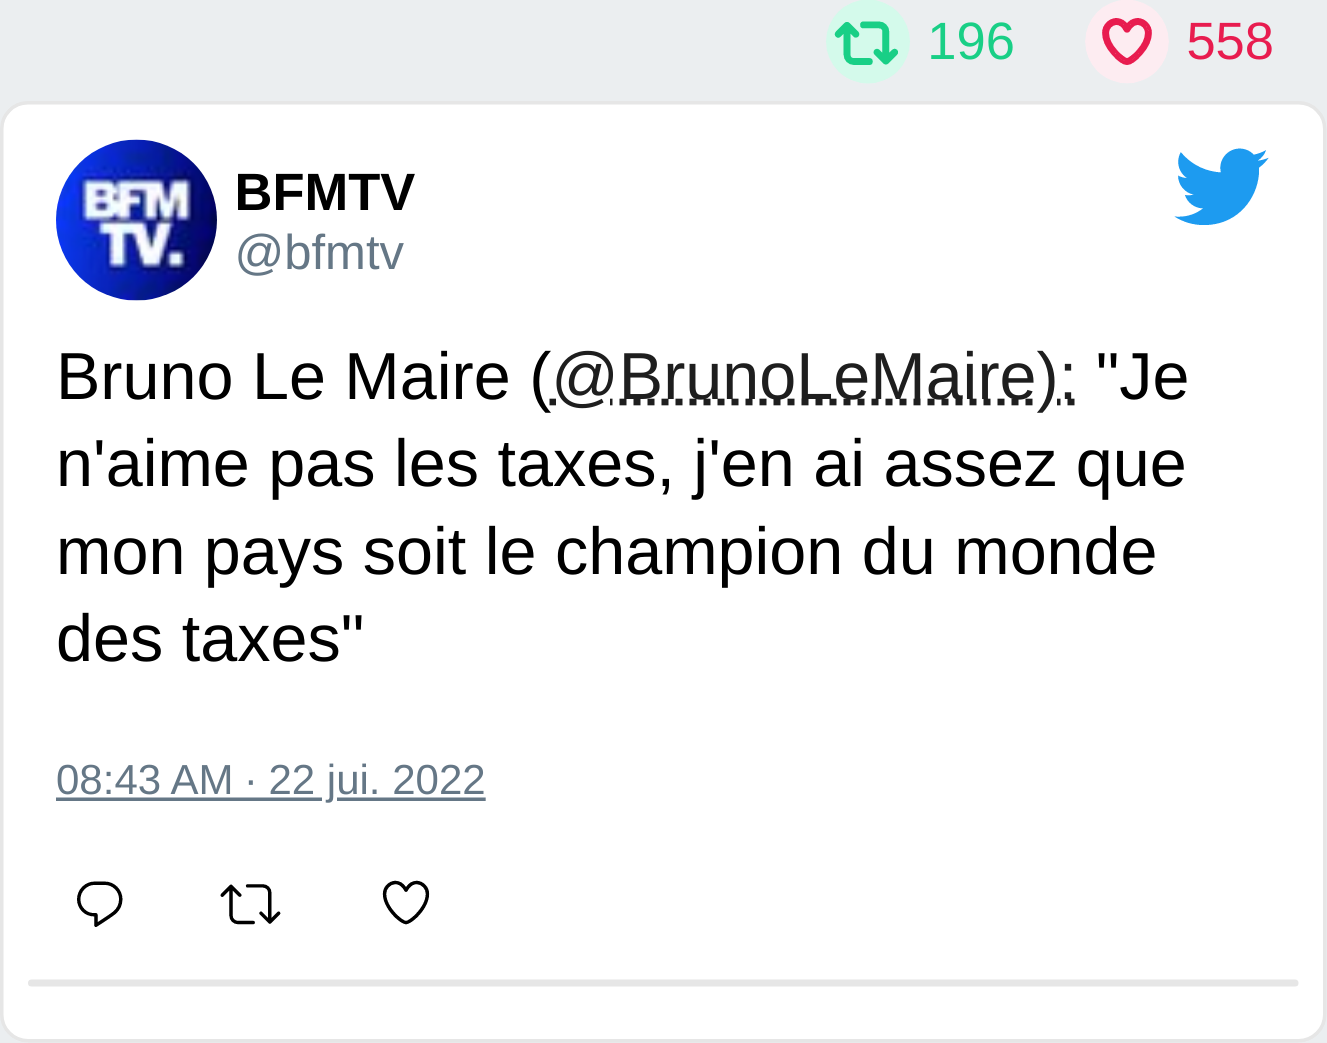 196 558
BFM
TV.
BFMTV
@bfmtv
Bruno Le Maire (@BrunoLeMaire): "Je
n'aime pas les taxes, j'en ai assez que
mon pays soit le champion du monde
des taxes"
08:43 AM · 22 jui. 2022